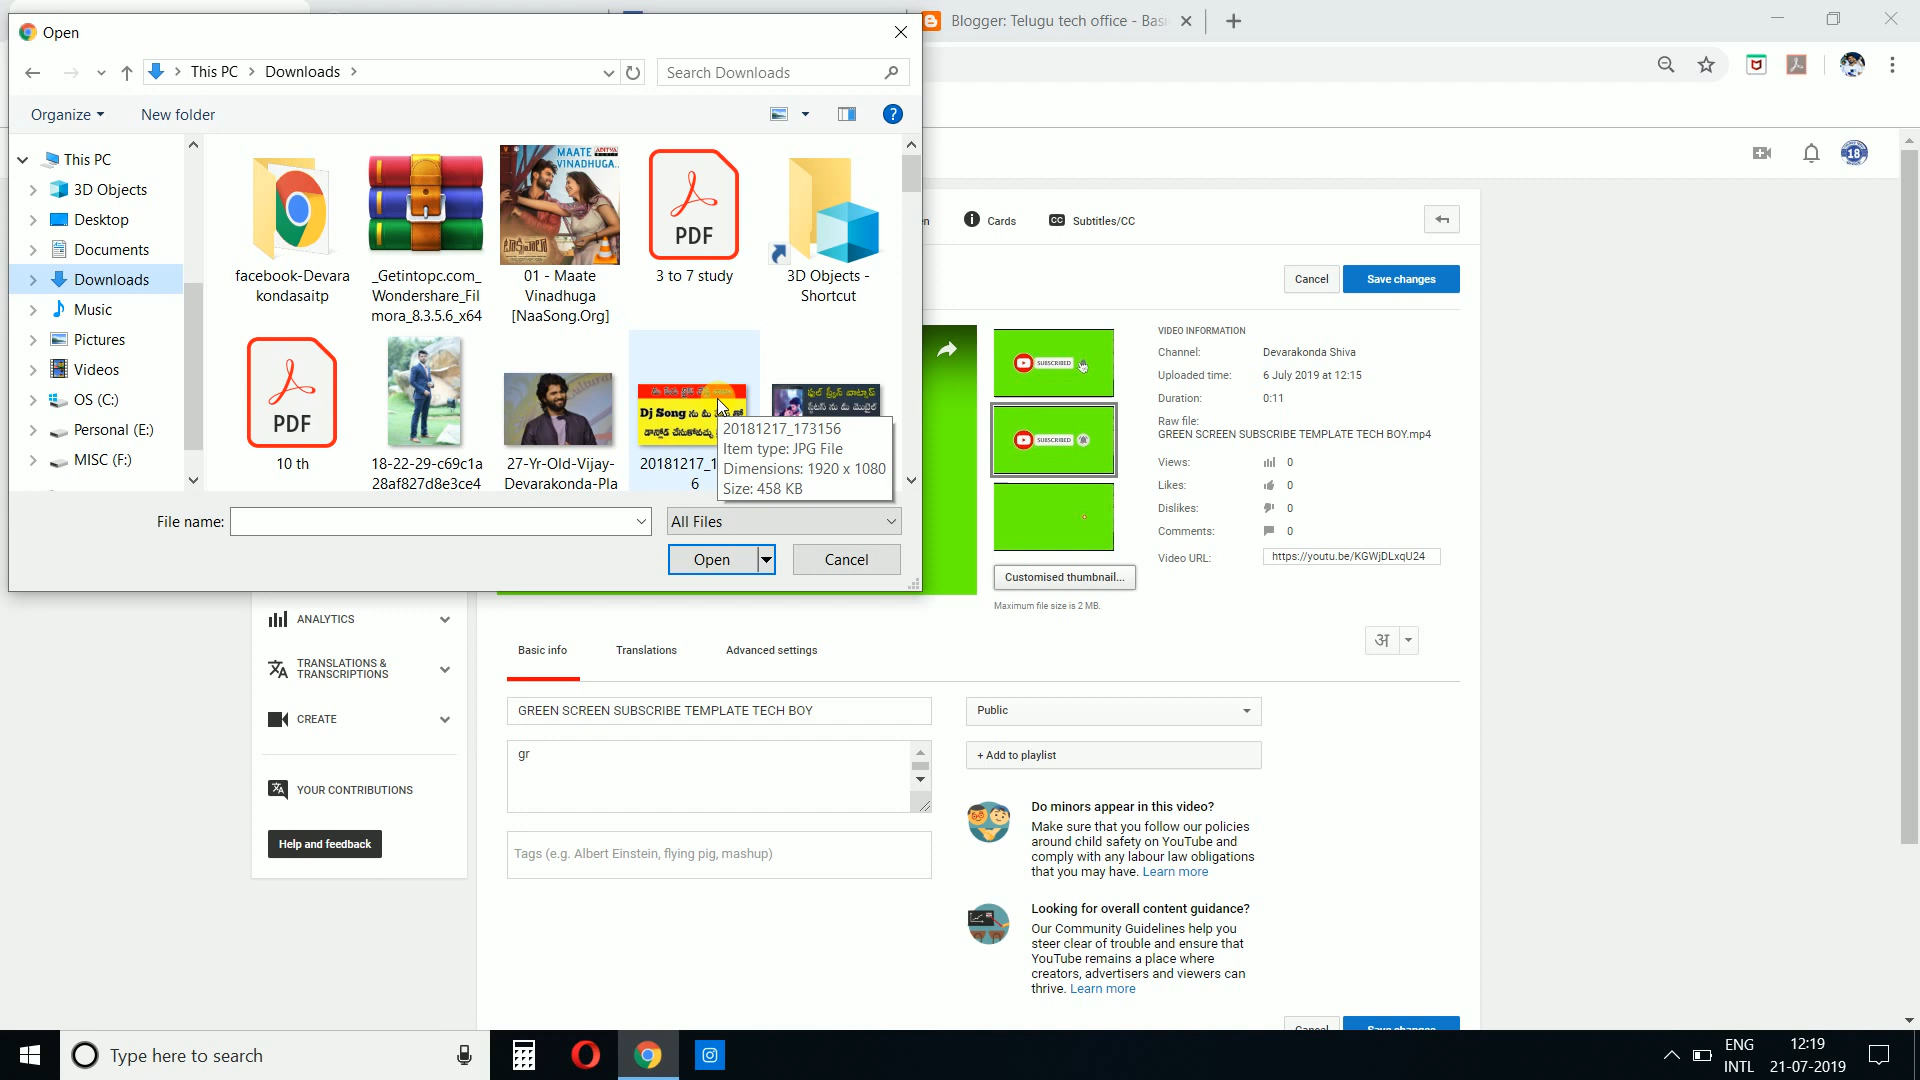 Open
Blogger: Telugu tech office - Bas
This PC
Downloads
Search Downloads
Organize
New folder
This PC
3D Objects
Desktop
Documents
Downloads
Music
Pictures
Videos
OS (C:)
Personal (E:)
MISC (F:)
facebook-Devara
kondasaitp
_Getintopc.com_
Wondershare_Fil
mora_8.3.5.6_x64
MAATE
VINADHUGA..
01 - Maate
Vinadhuga
[NaaSong.Org]
PDF
3 to 7 study
3D Objects -
Shortcut
PDF
10 th
18-22-29-c69c1a
28af827d8e3ce4
27-Yr-Old-Vijay-
Devarakonda-Pla
Dj Song ను మీ
20181217_1
6
ఫుల్ స్క్రీన్ వాట్సాప్
స్టేటస్ ను మీ మొబైల్
20181217_173156
Item type: JPG File
Dimensions: 1920 x 1080
Size: 458 KB
File name:
All Files
Open
Cancel
18
Cards
CC
Subtitles/CC
Cancel
Save changes
SUBSCRIBED
SUBSCRIBED
Customised thumbnail...
Maximum file size is 2 MB.
VIDEO INFORMATION
Channel:
Devarakonda Shiva
Uploaded time:
6 July 2019 at 12:15
Duration:
0:11
Raw file:
GREEN SCREEN SUBSCRIBE TEMPLATE TECH BOY.mp4
Views:
0
Likes:
0
Dislikes:
0
Comments:
0
Video URL:
https://youtu.be/KGWjDLxqU24
ANALYTICS
TRANSLATIONS &
TRANSCRIPTIONS
CREATE
YOUR CONTRIBUTIONS
Help and feedback
Basic info
Translations
Advanced settings
अ
GREEN SCREEN SUBSCRIBE TEMPLATE TECH BOY
gr
Tags (e.g. Albert Einstein, flying pig, mashup)
Public
+ Add to playlist
Do minors appear in this video?
Make sure that you follow our policies
around child safety on YouTube and
comply with any labour law obligations
that you may have. Learn more
Looking for overall content guidance?
Our Community Guidelines help you
steer clear of trouble and ensure that
YouTube remains a place where
creators, advertisers and viewers can
thrive. Learn more
Cancel
Save changes
Type here to search
ENG
INTL
12:19
21-07-2019